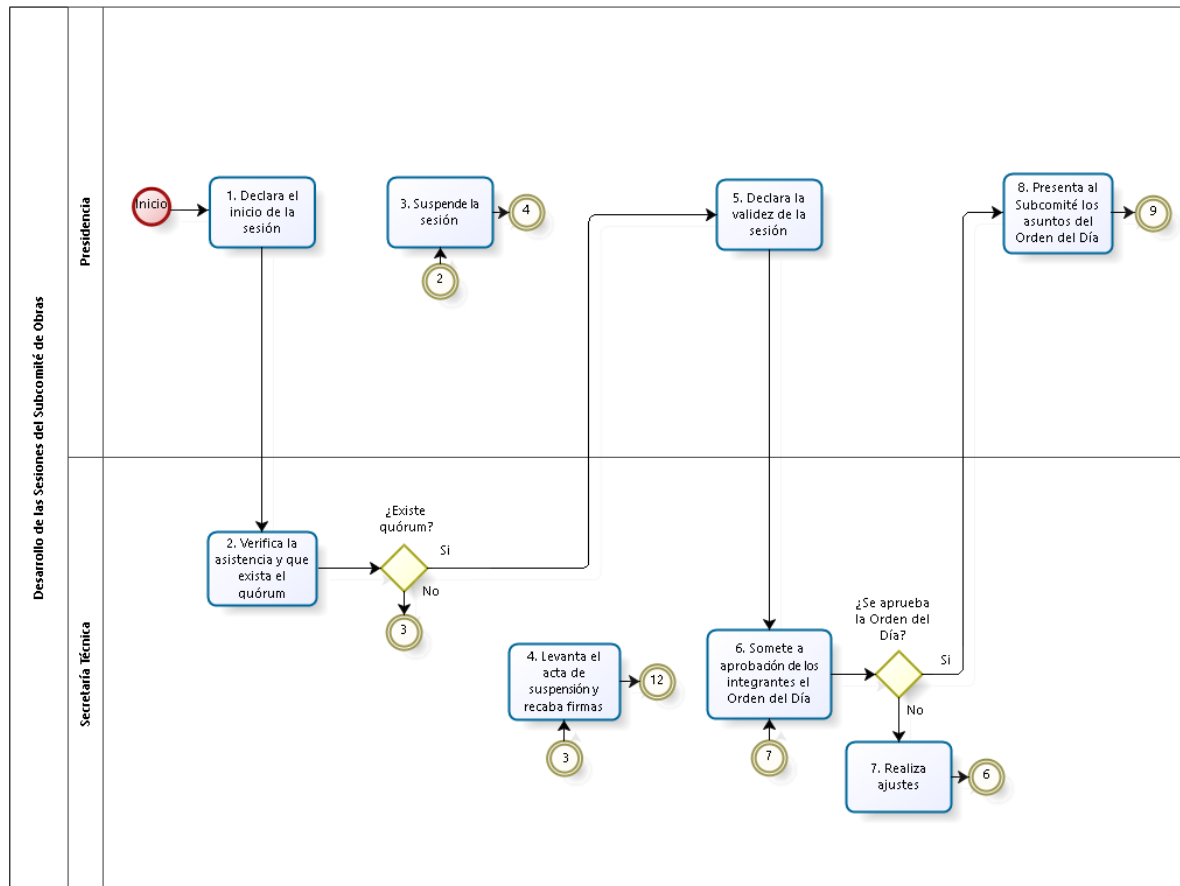 Desarrollo de las Sesiones del Subcomité de Obras
Presidencia
Inicio
1. Declara el
inicio de la
sesión
3. Suspende la
sesión
4
2
5. Declara la
validez de la
sesión
8. Presenta al
Subcomité los
asuntos del
Orden del Día
9
Secretaría Técnica
2. Verifica la
asistencia y que
exista el
quórum
¿Existe
quórum?
Si
No
3
4. Levanta el
acta de
suspensión y
recaba firmas
12
3
6. Somete a
aprobación de los
integrantes el
Orden del Día
7
¿Se aprueba
la Orden del
Día?
Si
No
7. Realiza
ajustes
6